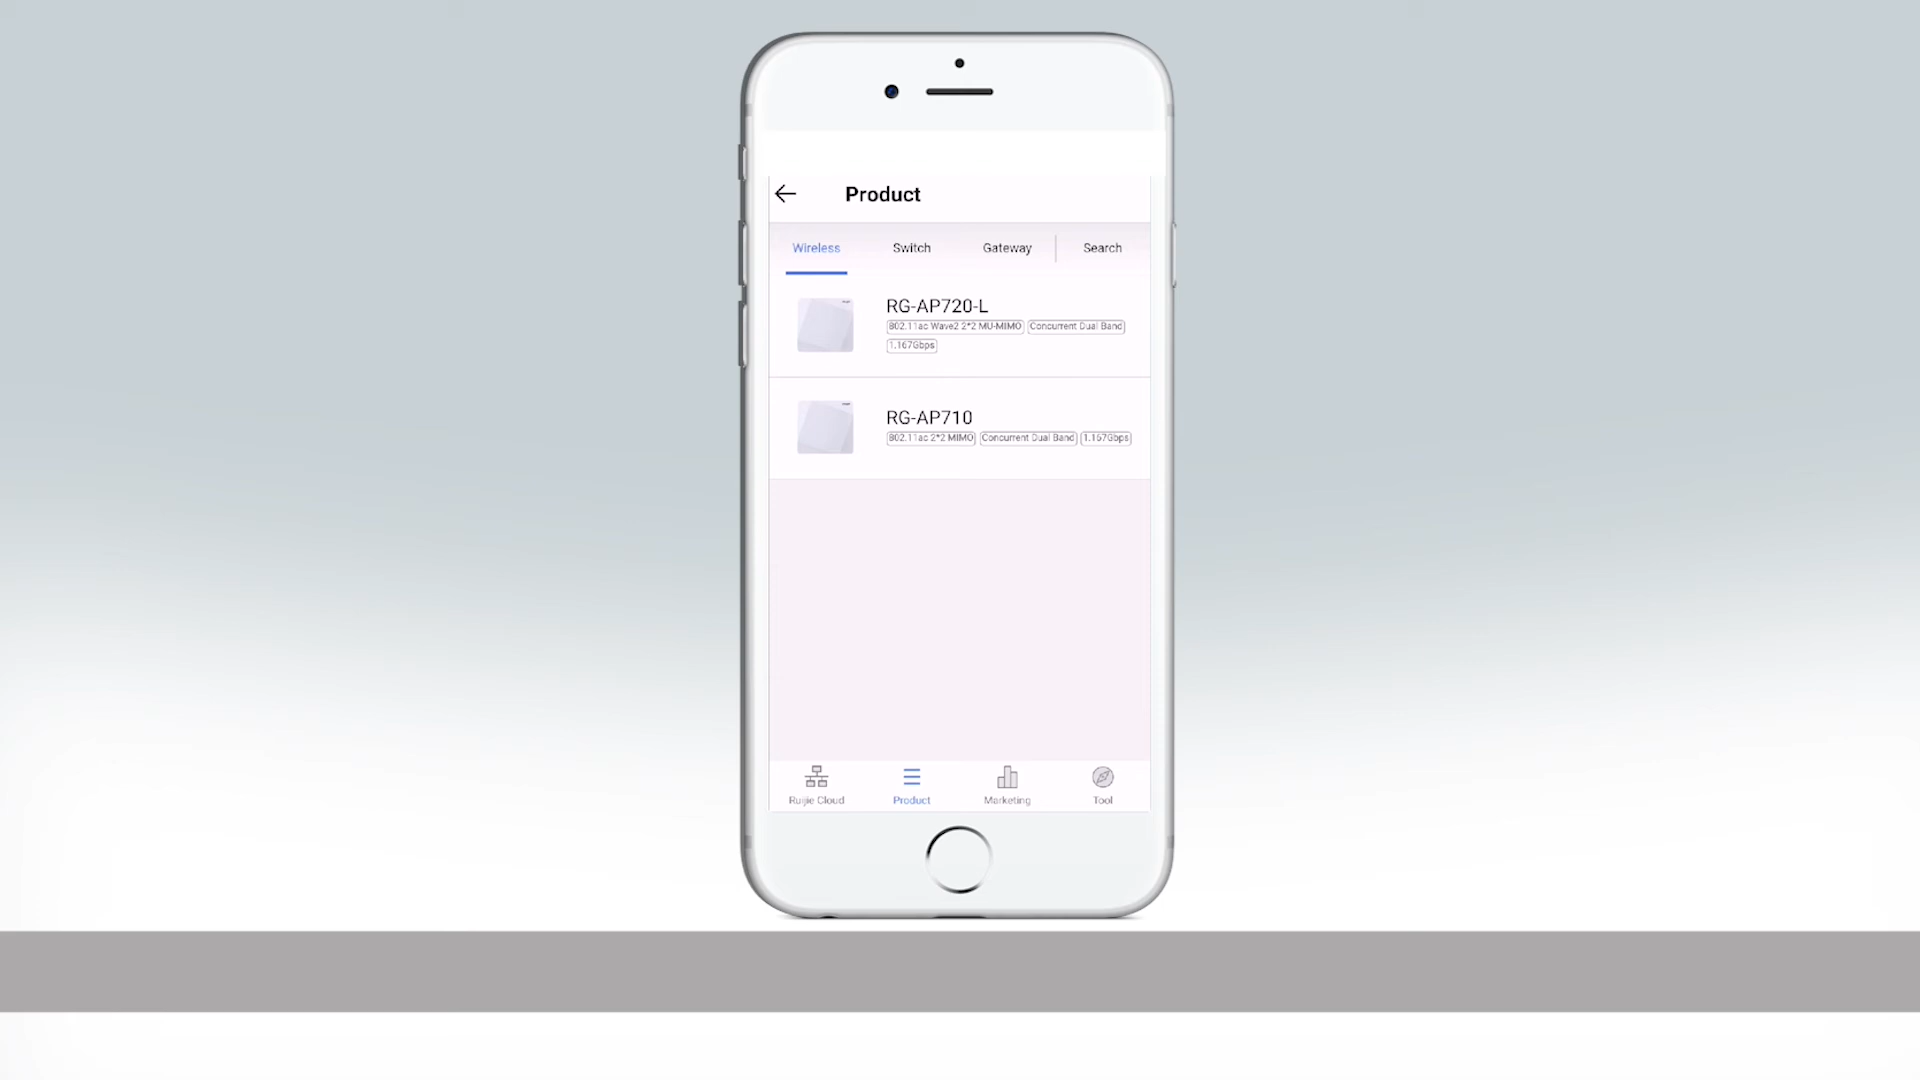 Product
Wireless Switch Gateway Search
RG-AP720-L
802.11ac Wave2 2*2 MU-MIMO Concurrent Dual Band
1.167Gbps
RG-AP710
802.11ac 2*2 MIMO Concurrent Dual Band 1.167Gbps
Ruijie Cloud Product Marketing Tool